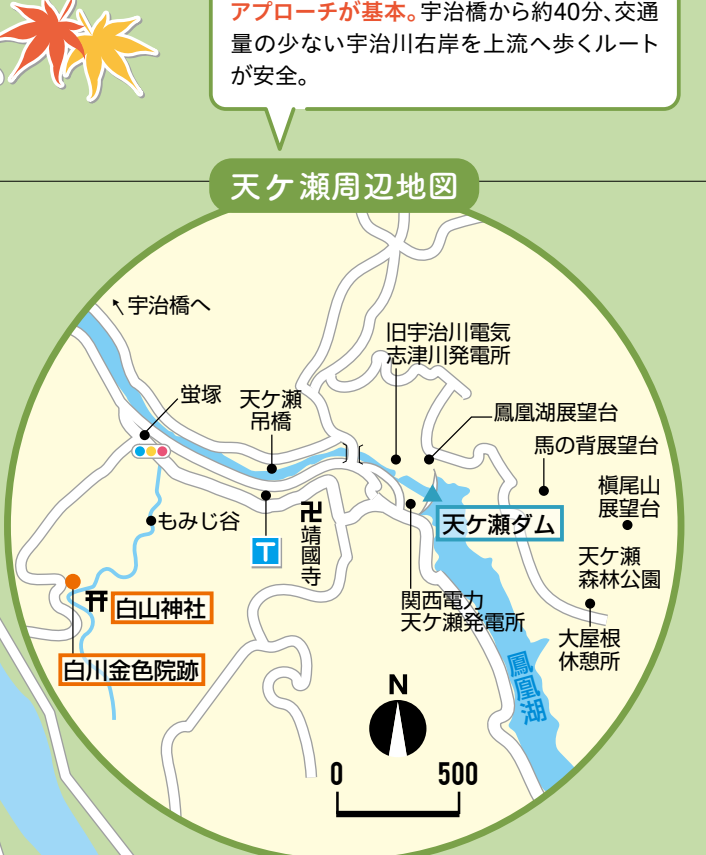 アプローチが基本。宇治橋から約40分、交通
量の少ない宇治川右岸を上流へ歩くルート
が安全。
天ケ瀬周辺地図
↖宇治橋へ
旧宇治川電気
志津川発電所
蛍塚
天ケ瀬
吊橋
鳳凰湖展望台
馬の背展望台
槇尾山
展望台
もみじ谷
卍靖國寺
天ケ瀬ダム
T
天ケ瀬
森林公園
白山神社
関西電力
天ケ瀬発電所
大屋根
休憩所
白川金色院跡
鳳凰湖
N
0 500